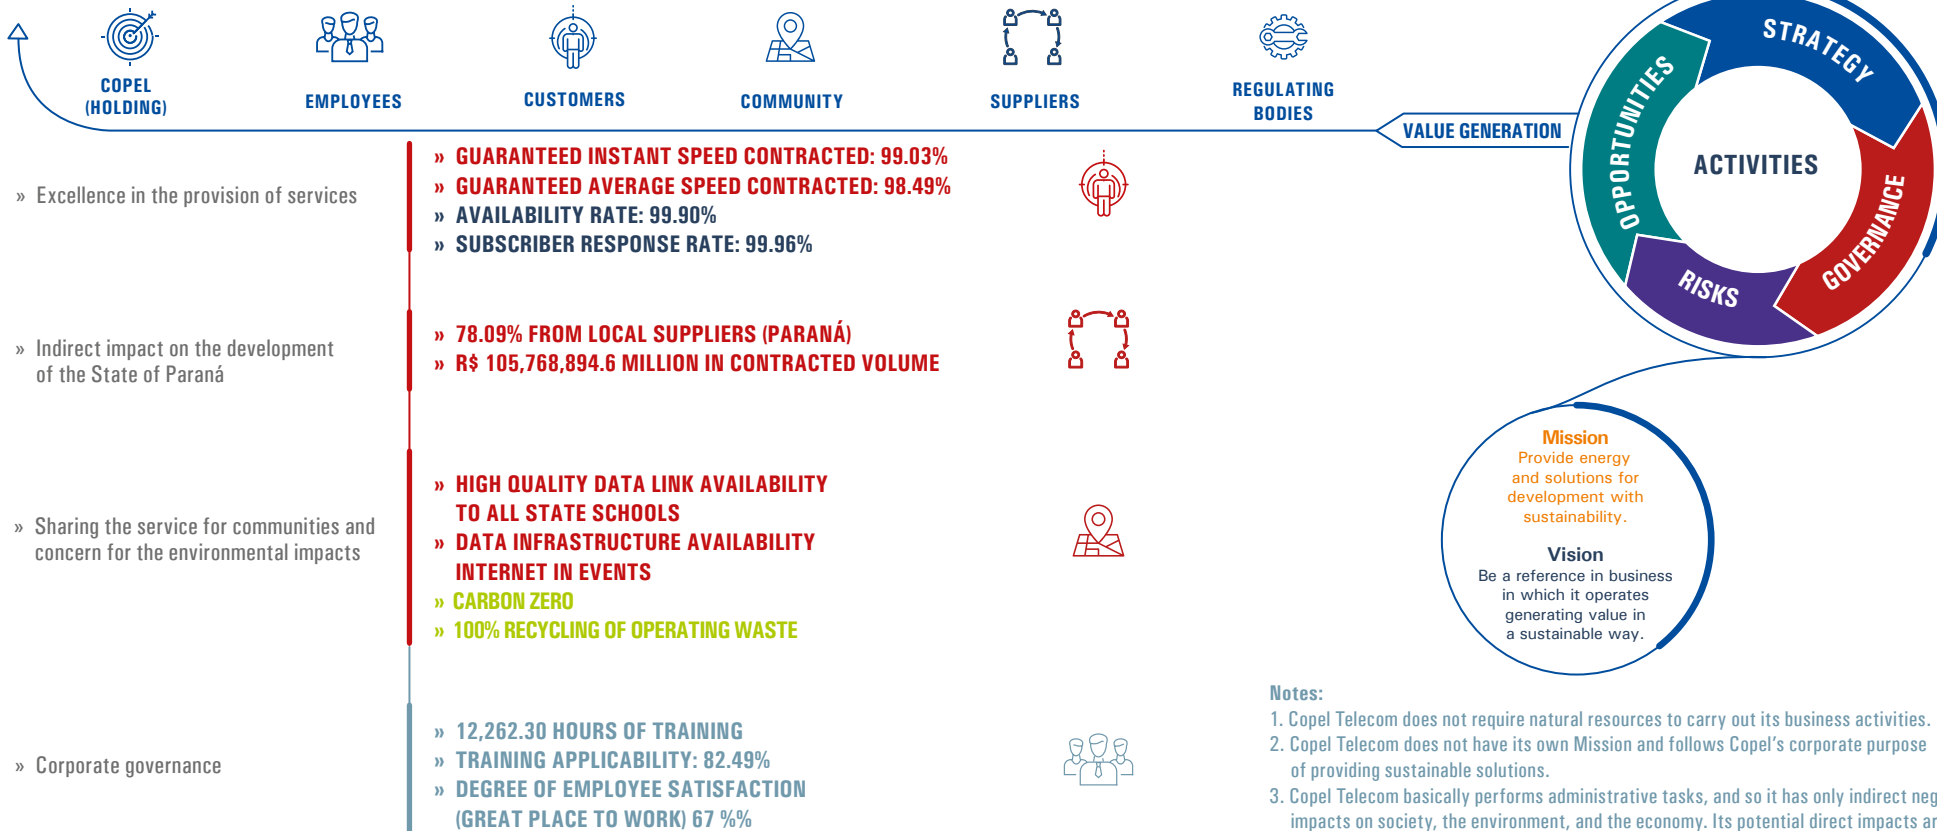 COPEL
(HOLDING)
EMPLOYEES
CUSTOMERS
COMMUNITY
SUPPLIERS
REGULATING
BODIES
VALUE GENERATION
STRATEGY
OPPORTUNITIES
ACTIVITIES
GOVERNANCE
RISKS
» Excellence in the provision of services
» GUARANTEED INSTANT SPEED CONTRACTED: 99.03%
» GUARANTEED AVERAGE SPEED CONTRACTED: 98.49%
» AVAILABILITY RATE: 99.90%
» SUBSCRIBER RESPONSE RATE: 99.96%
» Indirect impact on the development
of the State of Paraná
» 78.09% FROM LOCAL SUPPLIERS (PARANÁ)
» R$ 105,768,894.6 MILLION IN CONTRACTED VOLUME
» Sharing the service for communities and
concern for the environmental impacts
» HIGH QUALITY DATA LINK AVAILABILITY
TO ALL STATE SCHOOLS
» DATA INFRASTRUCTURE AVAILABILITY
INTERNET IN EVENTS
» CARBON ZERO
» 100% RECYCLING OF OPERATING WASTE
» Corporate governance
» 12,262.30 HOURS OF TRAINING
» TRAINING APPLICABILITY: 82.49%
» DEGREE OF EMPLOYEE SATISFACTION
(GREAT PLACE TO WORK) 67 %%
Mission
Provide energy
and solutions for
development with
sustainability.
Vision
Be a reference in business
in which it operates
generating value in
a sustainable way.
Notes:
1. Copel Telecom does not require natural resources to carry out its business activities.
2. Copel Telecom does not have its own Mission and follows Copel's corporate purpose
of providing sustainable solutions.
3. Copel Telecom basically performs administrative tasks, and so it has only indirect neg
impacts on society, the environment, and the economy. Its potential direct impacts ar